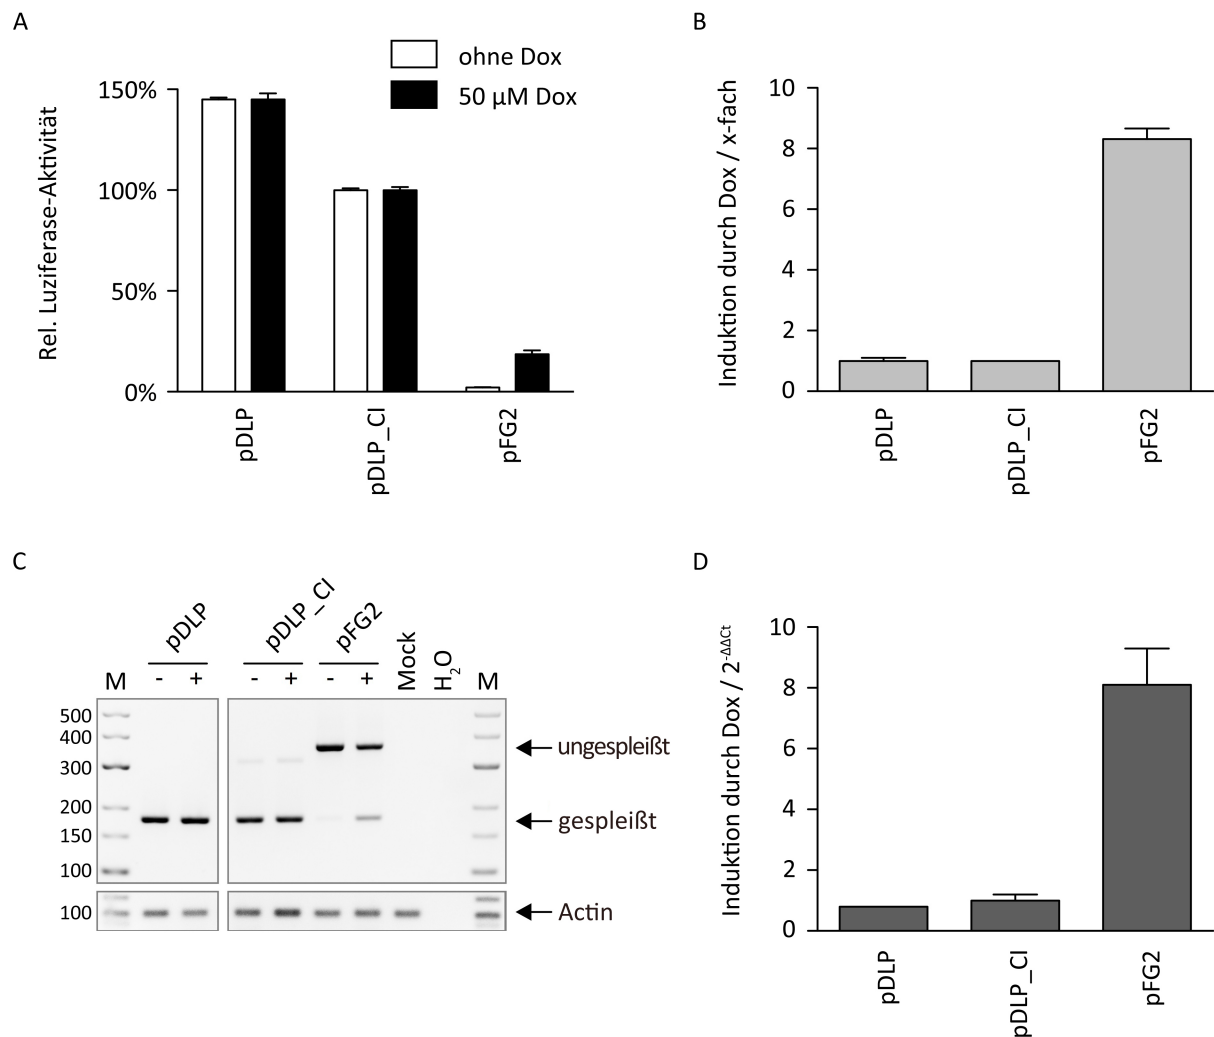 A
ohne Dox
50 µM Dox
Rel. Luziferase-Aktivität
150%
100%
50%
0%
pDLP
pDLP_CI
pFG2
B
Induktion durch Dox / x-fach
10
8
6
4
2
0
pDLP
pDLP_CI
pFG2
C
pDLP
pDLP_CI
pFG2
Mock
H₂O
M - + - + - + M
500
400
300
200
150
100
100
ungespleißt
gespleißt
Actin
D
Induktion durch Dox / 2^-ΔΔCt
10
8
6
4
2
0
pDLP
pDLP_CI
pFG2